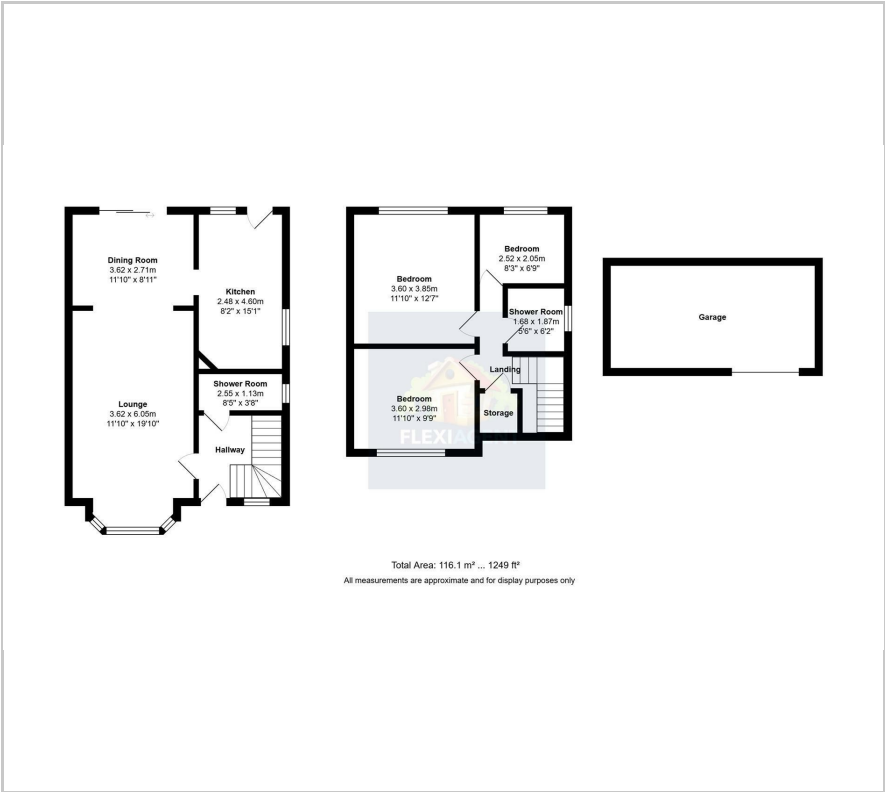 Dining Room
3.62 x 2.71m
11'10" x 8'11"
Kitchen
2.48 x 4.60m
8'2" x 15'1"
Shower Room
2.55 x 1.13m
8'5" x 3'8"
Lounge
3.62 x 6.05m
11'10" x 19'10"
Hallway
Bedroom
3.60 x 3.85m
11'10" x 12'7"
Bedroom
2.52 x 2.05m
8'3" x 6'9"
Shower Room
1.68 x 1.87m
5'6" x 6'2"
Landing
Bedroom
3.60 x 2.98m
11'10" x 9'9"
Storage
Garage
Total Area: 116.1 m² ... 1249 ft²
All measurements are approximate and for display purposes only